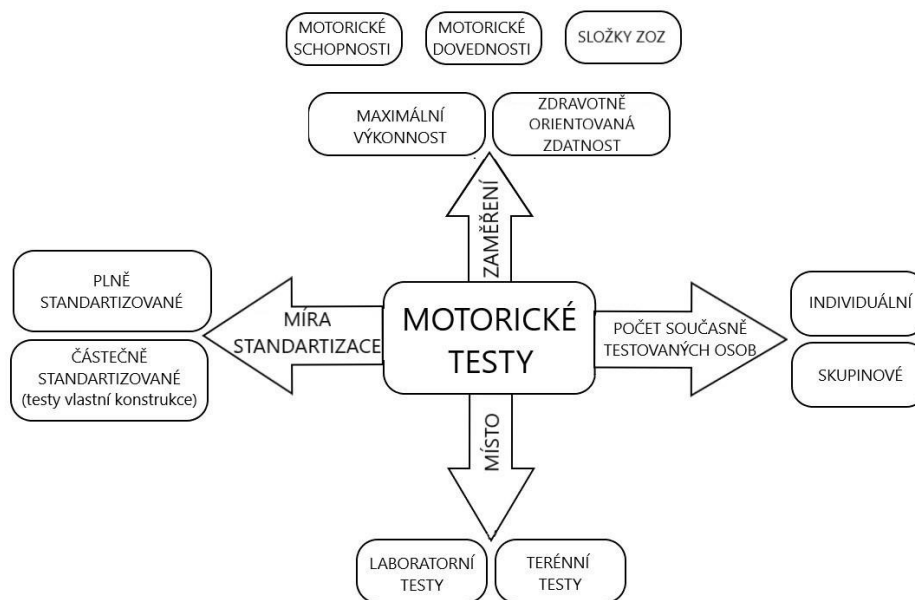 MOTORICKÉ
SCHOPNOSTI
MOTORICKÉ
DOVEDNOSTI
SLOŽKY ZOZ
MAXIMÁLNÍ
VÝKONNOST
ZDRAVOTNĚ
ORIENTOVANÁ
ZDATNOST
ZAMĚŘENÍ
PLNĚ
STANDARTIZOVANÉ
ČÁSTEČNĚ
STANDARTIZOVANÉ
(testy vlastní konstrukce)
MÍRA
STANDARTIZACE
MOTORICKÉ
TESTY
POČET SOUČASNĚ
TESTOVANÝCH OSOB
INDIVIDUÁLNÍ
SKUPINOVÉ
MÍSTO
LABORATORNÍ
TESTY
TERÉNNÍ
TESTY